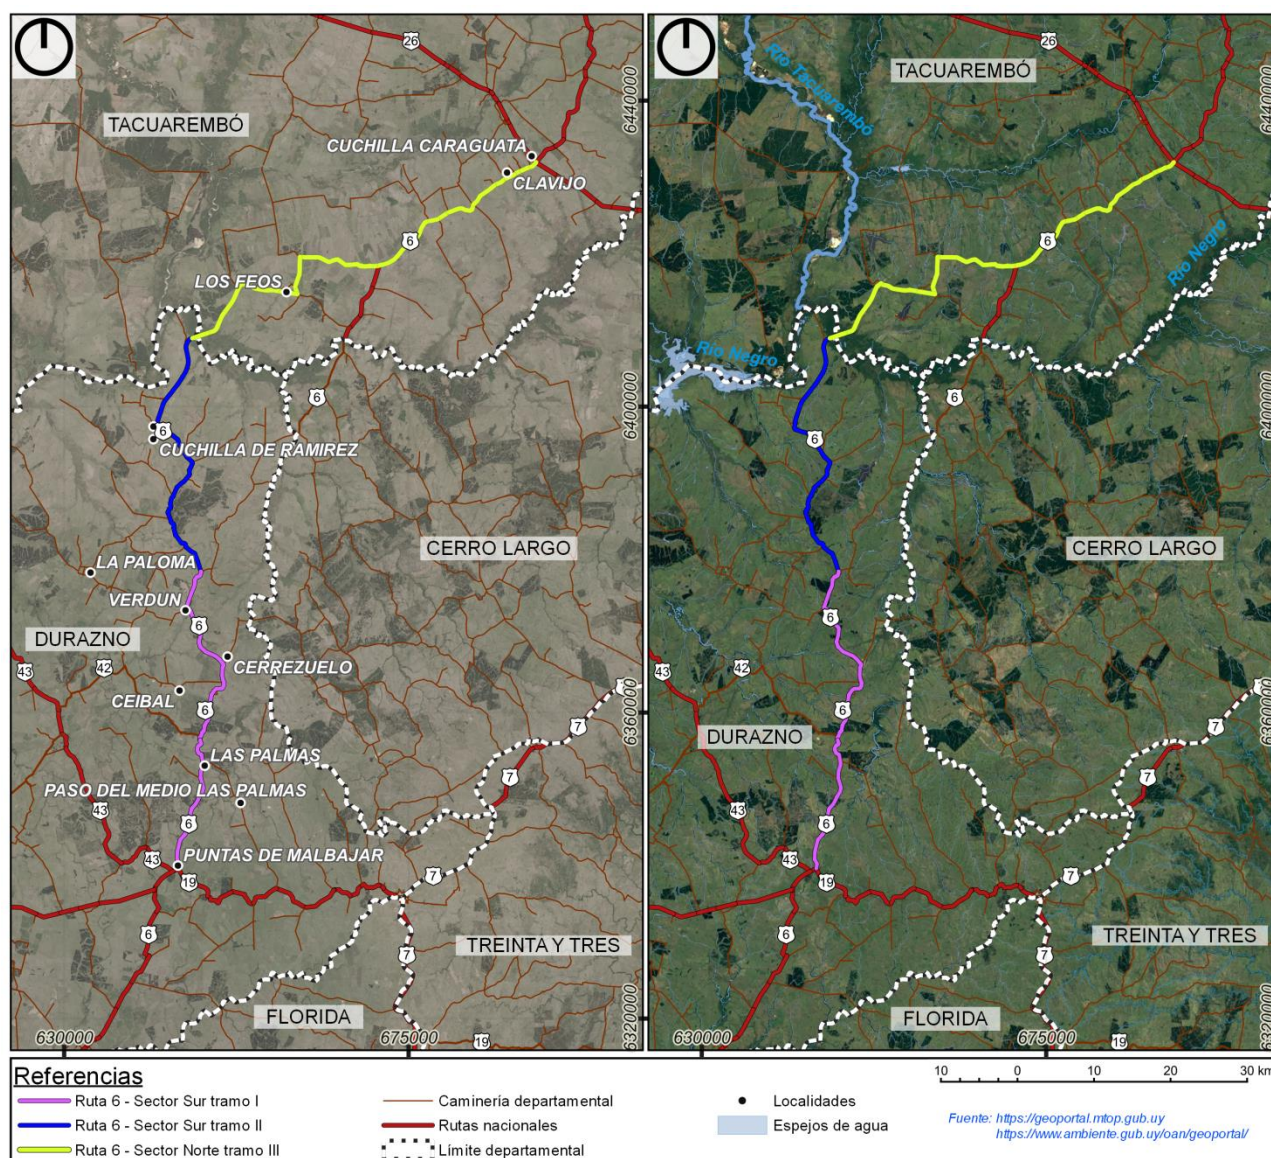 26
6440000
TACUAREMBÓ
CUCHILLA CARAGUATA
CLAVIJO
6
LOS FEOS
6400000
6
6
CUCHILLA DE RAMIREZ
CERRO LARGO
LA PALOMA
VERDUN
6
DURAZNO
43
42
CERREZUELO
CEIBAL
6
7
6360000
LAS PALMAS
7
PASO DEL MEDIO LAS PALMAS
43
6
PUNTAS DE MALBAJAR
43
19
7
6
7
TREINTA Y TRES
FLORIDA
630000
675000
19
6320000
26
6440000
TACUAREMBÓ
Río Tacuarembó
6
Río Negro
Río Negro
6400000
6
6
CERRO LARGO
6
43
42
DURAZNO
6
7
6360000
7
43
6
43
19
7
6
7
TREINTA Y TRES
FLORIDA
630000
675000
19
6320000
Referencias
Ruta 6 - Sector Sur tramo I
Ruta 6 - Sector Sur tramo II
Ruta 6 - Sector Norte tramo III
Caminería departamental
Rutas nacionales
Límite departamental
Localidades
Espejos de agua
10 0 10 20 30 km
Fuente: https://geoportal.mtop.gub.uy
https://www.ambiente.gub.uy/oan/geoportal/